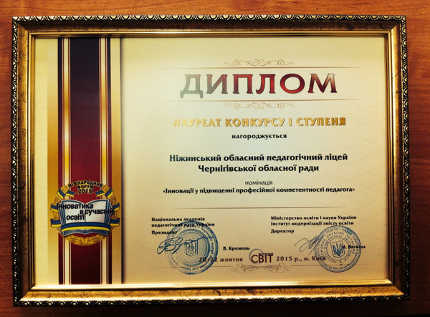 ДИПЛОМ
ЛАУРЕАТ КОНКУРСУ І СТУПЕНЯ
нагороджується
Ніжинський обласний педагогічний ліцей
Чернігівської обласної ради
номінація
«Інновації у підвищенні професійної компетентності педагога»
Національна академія
педагогічних наук України
Президент
В. Кремень
Міністерство освіти і науки України
Інститут модернізації змісту освіти
Директор
Інноватика
в сучасній
освіті
жовтня
СВІТ
2015 р., м. Київ